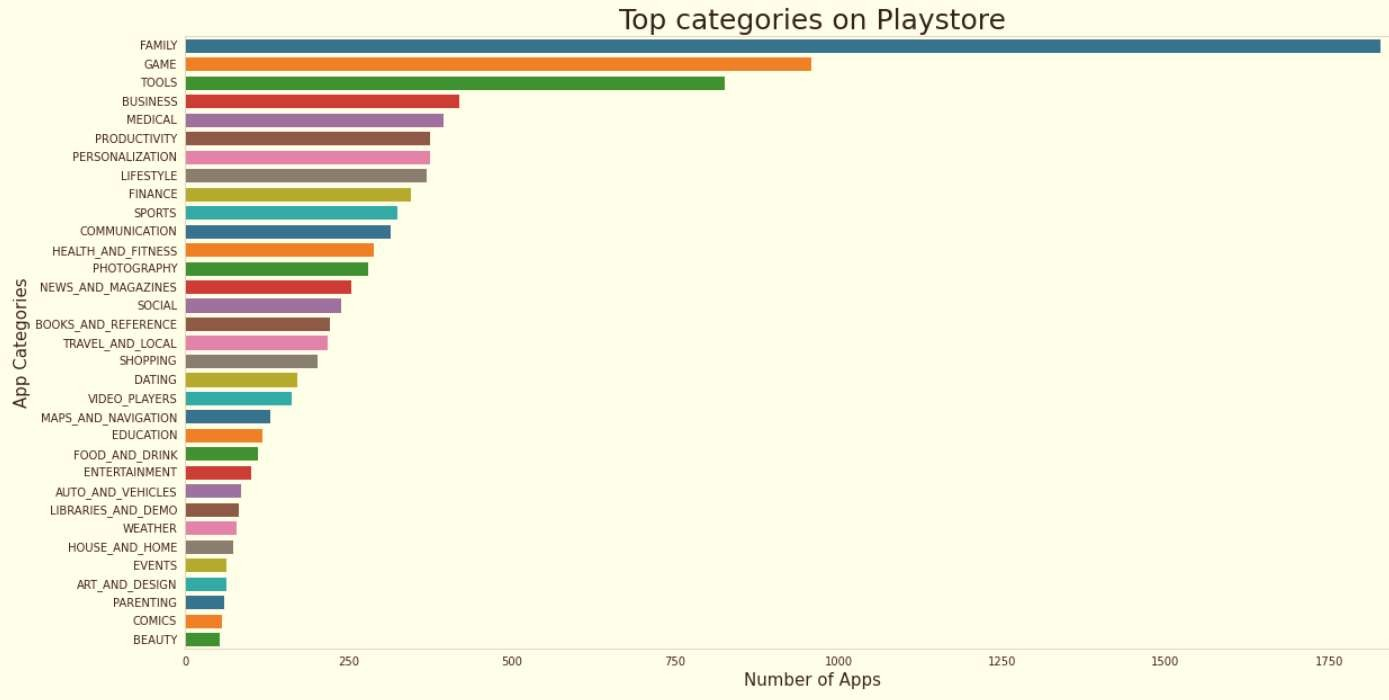 Top categories on Playstore
FAMILY
GAME
TOOLS
BUSINESS
MEDICAL
PRODUCTIVITY
PERSONALIZATION
LIFESTYLE
FINANCE
SPORTS
COMMUNICATION
HEALTH_AND_FITNESS
PHOTOGRAPHY
NEWS_AND_MAGAZINES
SOCIAL
BOOKS_AND_REFERENCE
TRAVEL_AND_LOCAL
SHOPPING
DATING
VIDEO_PLAYERS
MAPS_AND_NAVIGATION
EDUCATION
FOOD_AND_DRINK
ENTERTAINMENT
AUTO_AND_VEHICLES
LIBRARIES_AND_DEMO
WEATHER
HOUSE_AND_HOME
EVENTS
ART_AND_DESIGN
PARENTING
COMICS
BEAUTY
App Categories
0 250 500 750 1000 1250 1500 1750
Number of Apps